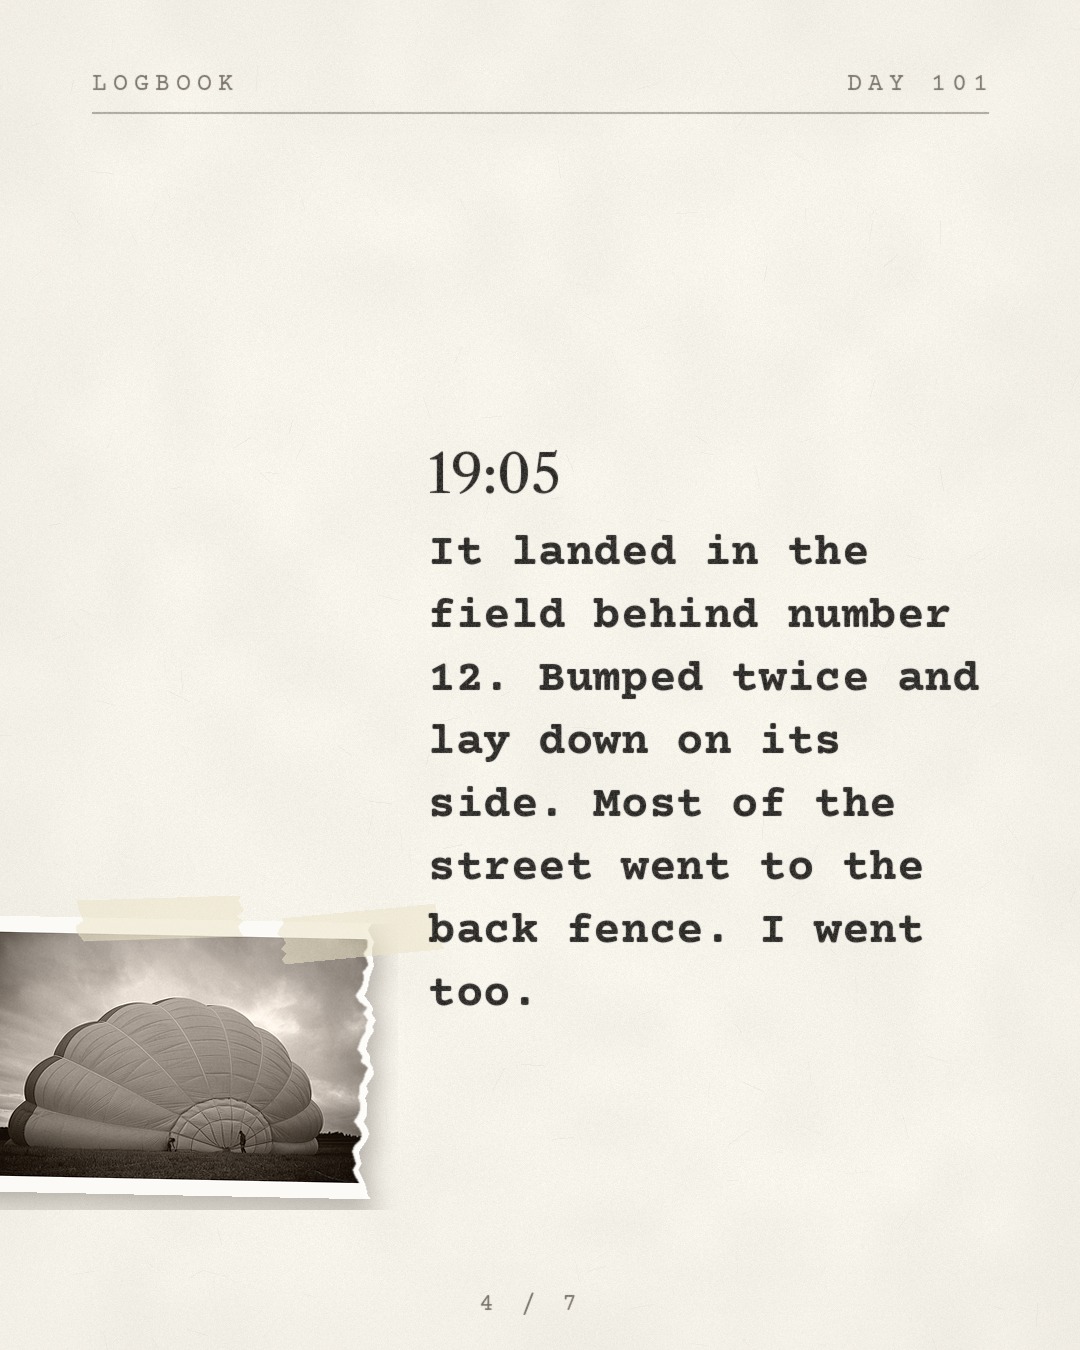 LOGBOOK DAY 101
19:05
It landed in the
field behind number
12. Bumped twice and
lay down on its
side. Most of the
street went to the
back fence. I went
too.
4 / 7